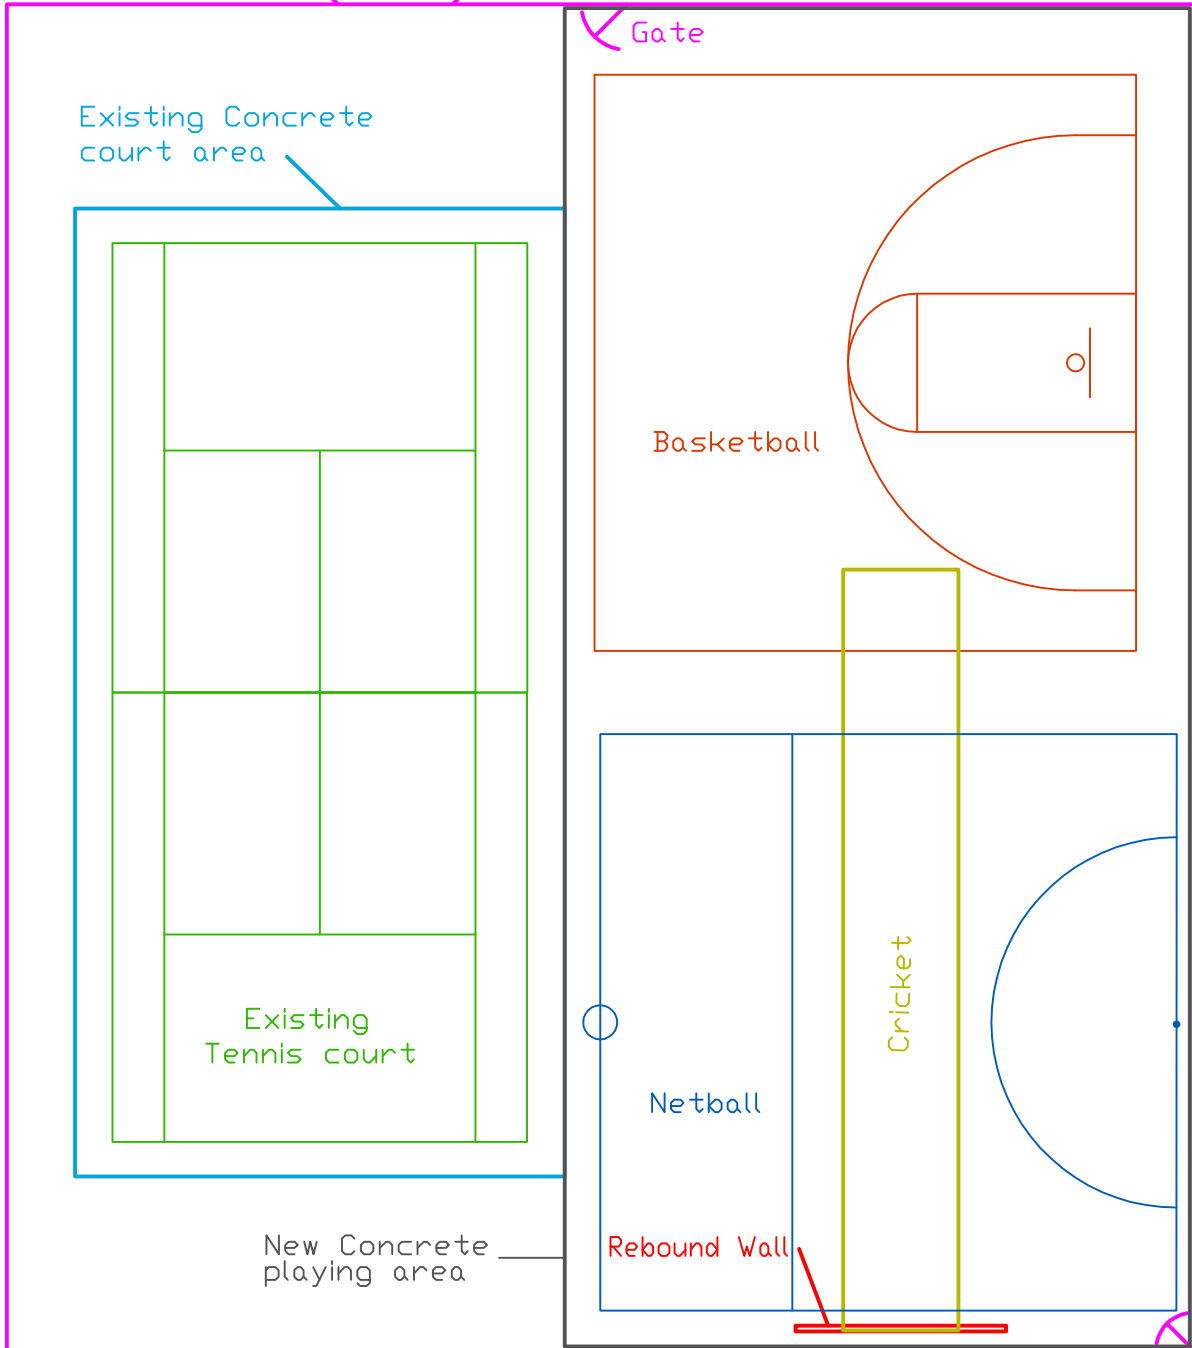 Gate
Existing Concrete
court area
Basketball
Cricket
Existing
Tennis court
Netball
Rebound Wall
New Concrete
playing area